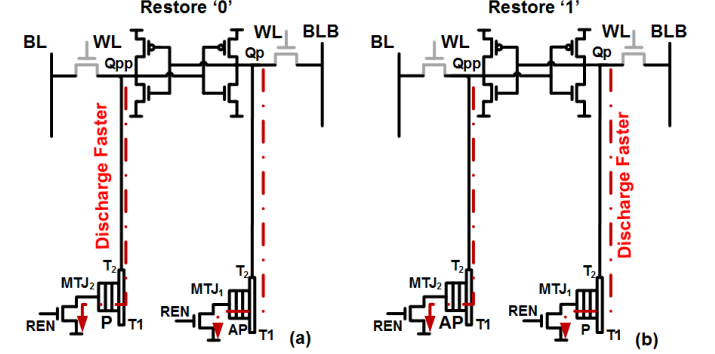 Restore ‘0’
Restore ‘1’
BL
WL
WL
BLB
Qpp
Qp
Discharge Faster
T2
MTJ2
REN
P
T1
T2
MTJ1
REN
AP
T1
(a)
BL
WL
WL
BLB
Qpp
Qp
Discharge Faster
T2
MTJ2
REN
AP
T1
T2
MTJ1
REN
P
T1
(b)